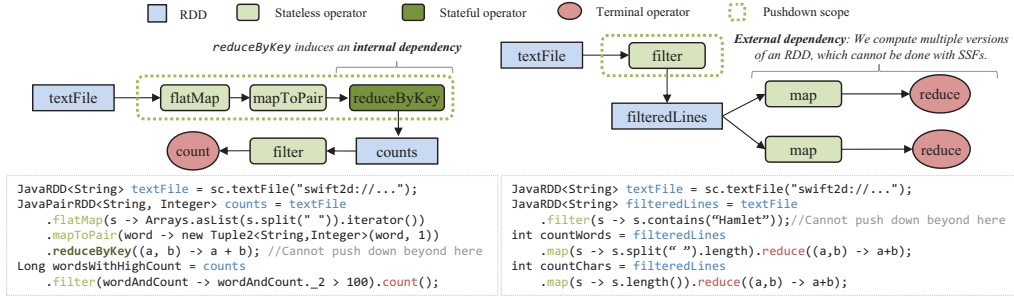 RDD
Stateless operator
Stateful operator
Terminal operator
Pushdown scope
reduceByKey induces an internal dependency
textFile
flatMap
mapToPair
reduceByKey
count
filter
counts
JavaRDD<String> textFile = sc.textFile("swift2d://...");
JavaPairRDD<String, Integer> counts = textFile
.flatMap(s -> Arrays.asList(s.split(" ")).iterator())
.mapToPair(word -> new Tuple2<String,Integer>(word, 1))
.reduceByKey((a, b) -> a + b); //Cannot push down beyond here
Long wordsWithHighCount = counts
.filter(wordAndCount -> wordAndCount._2 > 100).count();
External dependency: We compute multiple versions
of an RDD, which cannot be done with SSFs.
textFile
filter
filteredLines
map
reduce
map
reduce
JavaRDD<String> textFile = sc.textFile("swift2d://...");
JavaRDD<String> filteredLines = textFile
.filter(s -> s.contains(“Hamlet”));//Cannot push down beyond here
int countWords = filteredLines
.map(s -> s.split(“ ”).length).reduce((a,b) -> a+b);
int countChars = filteredLines
.map(s -> s.length()).reduce((a,b) -> a+b);